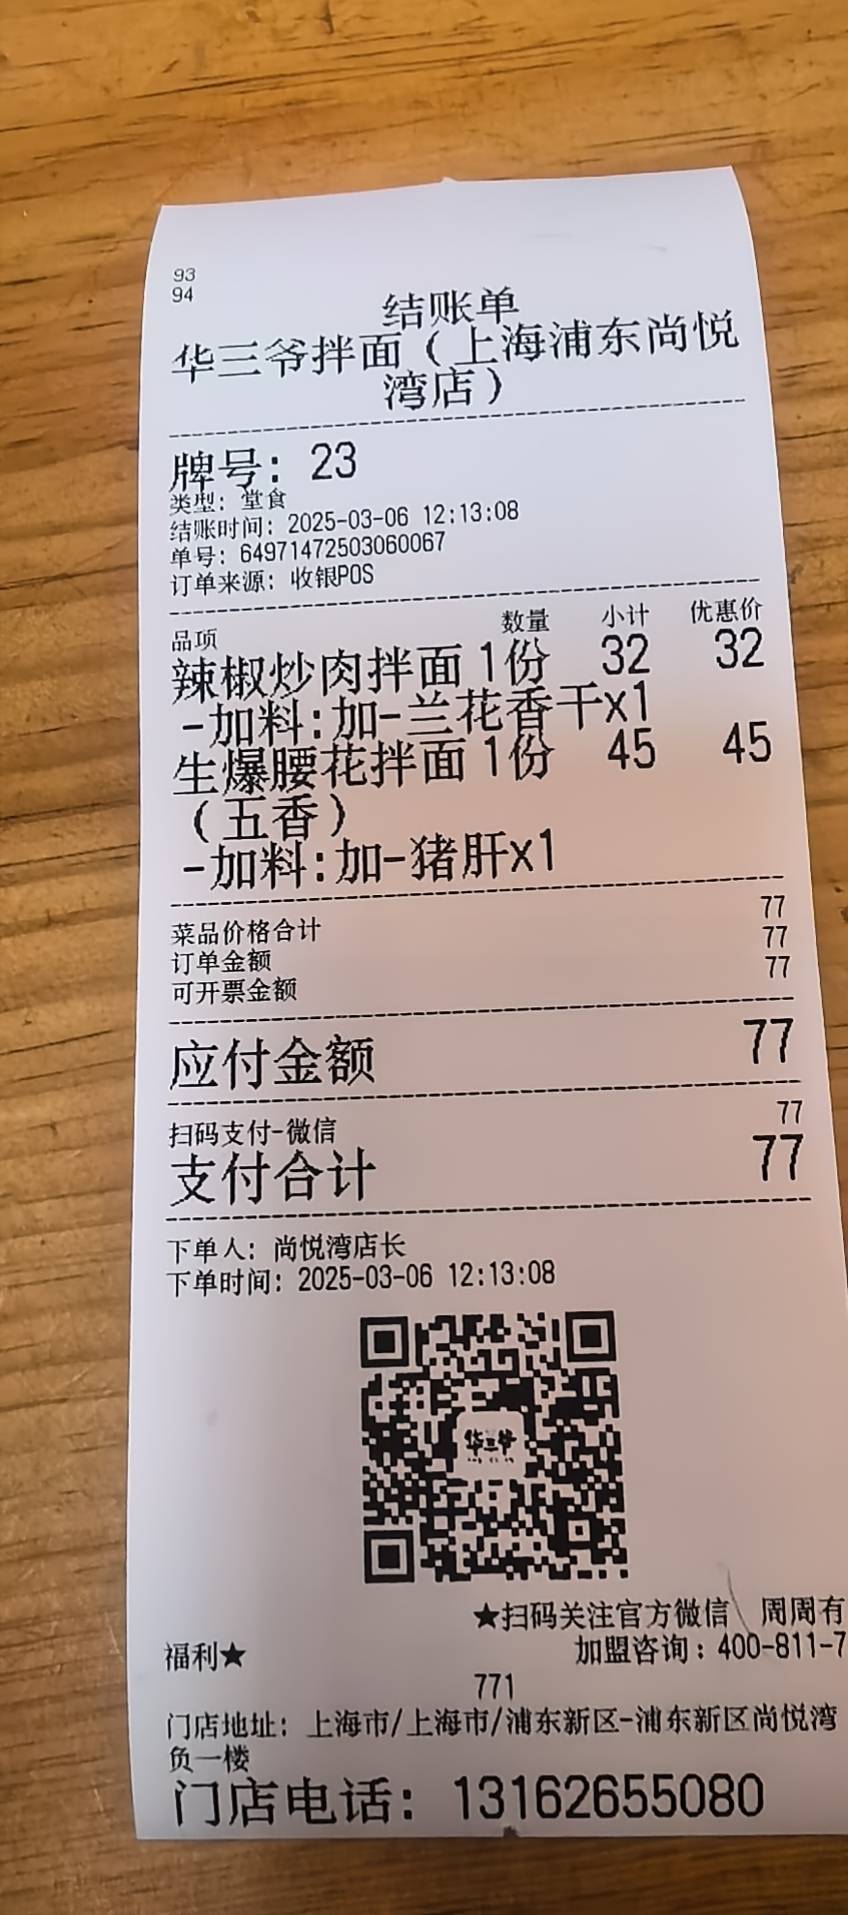 93
94
结账单
华三爷拌面（上海浦东尚悦
湾店）
牌号: 23
类型: 堂食
结账时间: 2025-03-06 12:13:08
单号: 64971472503060067
订单来源: 收银POS
品项 数量 小计 优惠价
辣椒炒肉拌面 1份 32 32
-加料:加-兰花香干x1
生爆腰花拌面 1份 45 45
（五香）
-加料:加-猪肝x1
菜品价格合计 77
订单金额 77
可开票金额 77
应付金额 77
扫码支付-微信 77
支付合计 77
下单人: 尚悦湾店长
下单时间: 2025-03-06 12:13:08
华三爷
★扫码关注官方微信 周周有
福利★ 加盟咨询:400-811-7
771
门店地址: 上海市/上海市/浦东新区-浦东新区尚悦湾
负一楼
门店电话: 13162655080